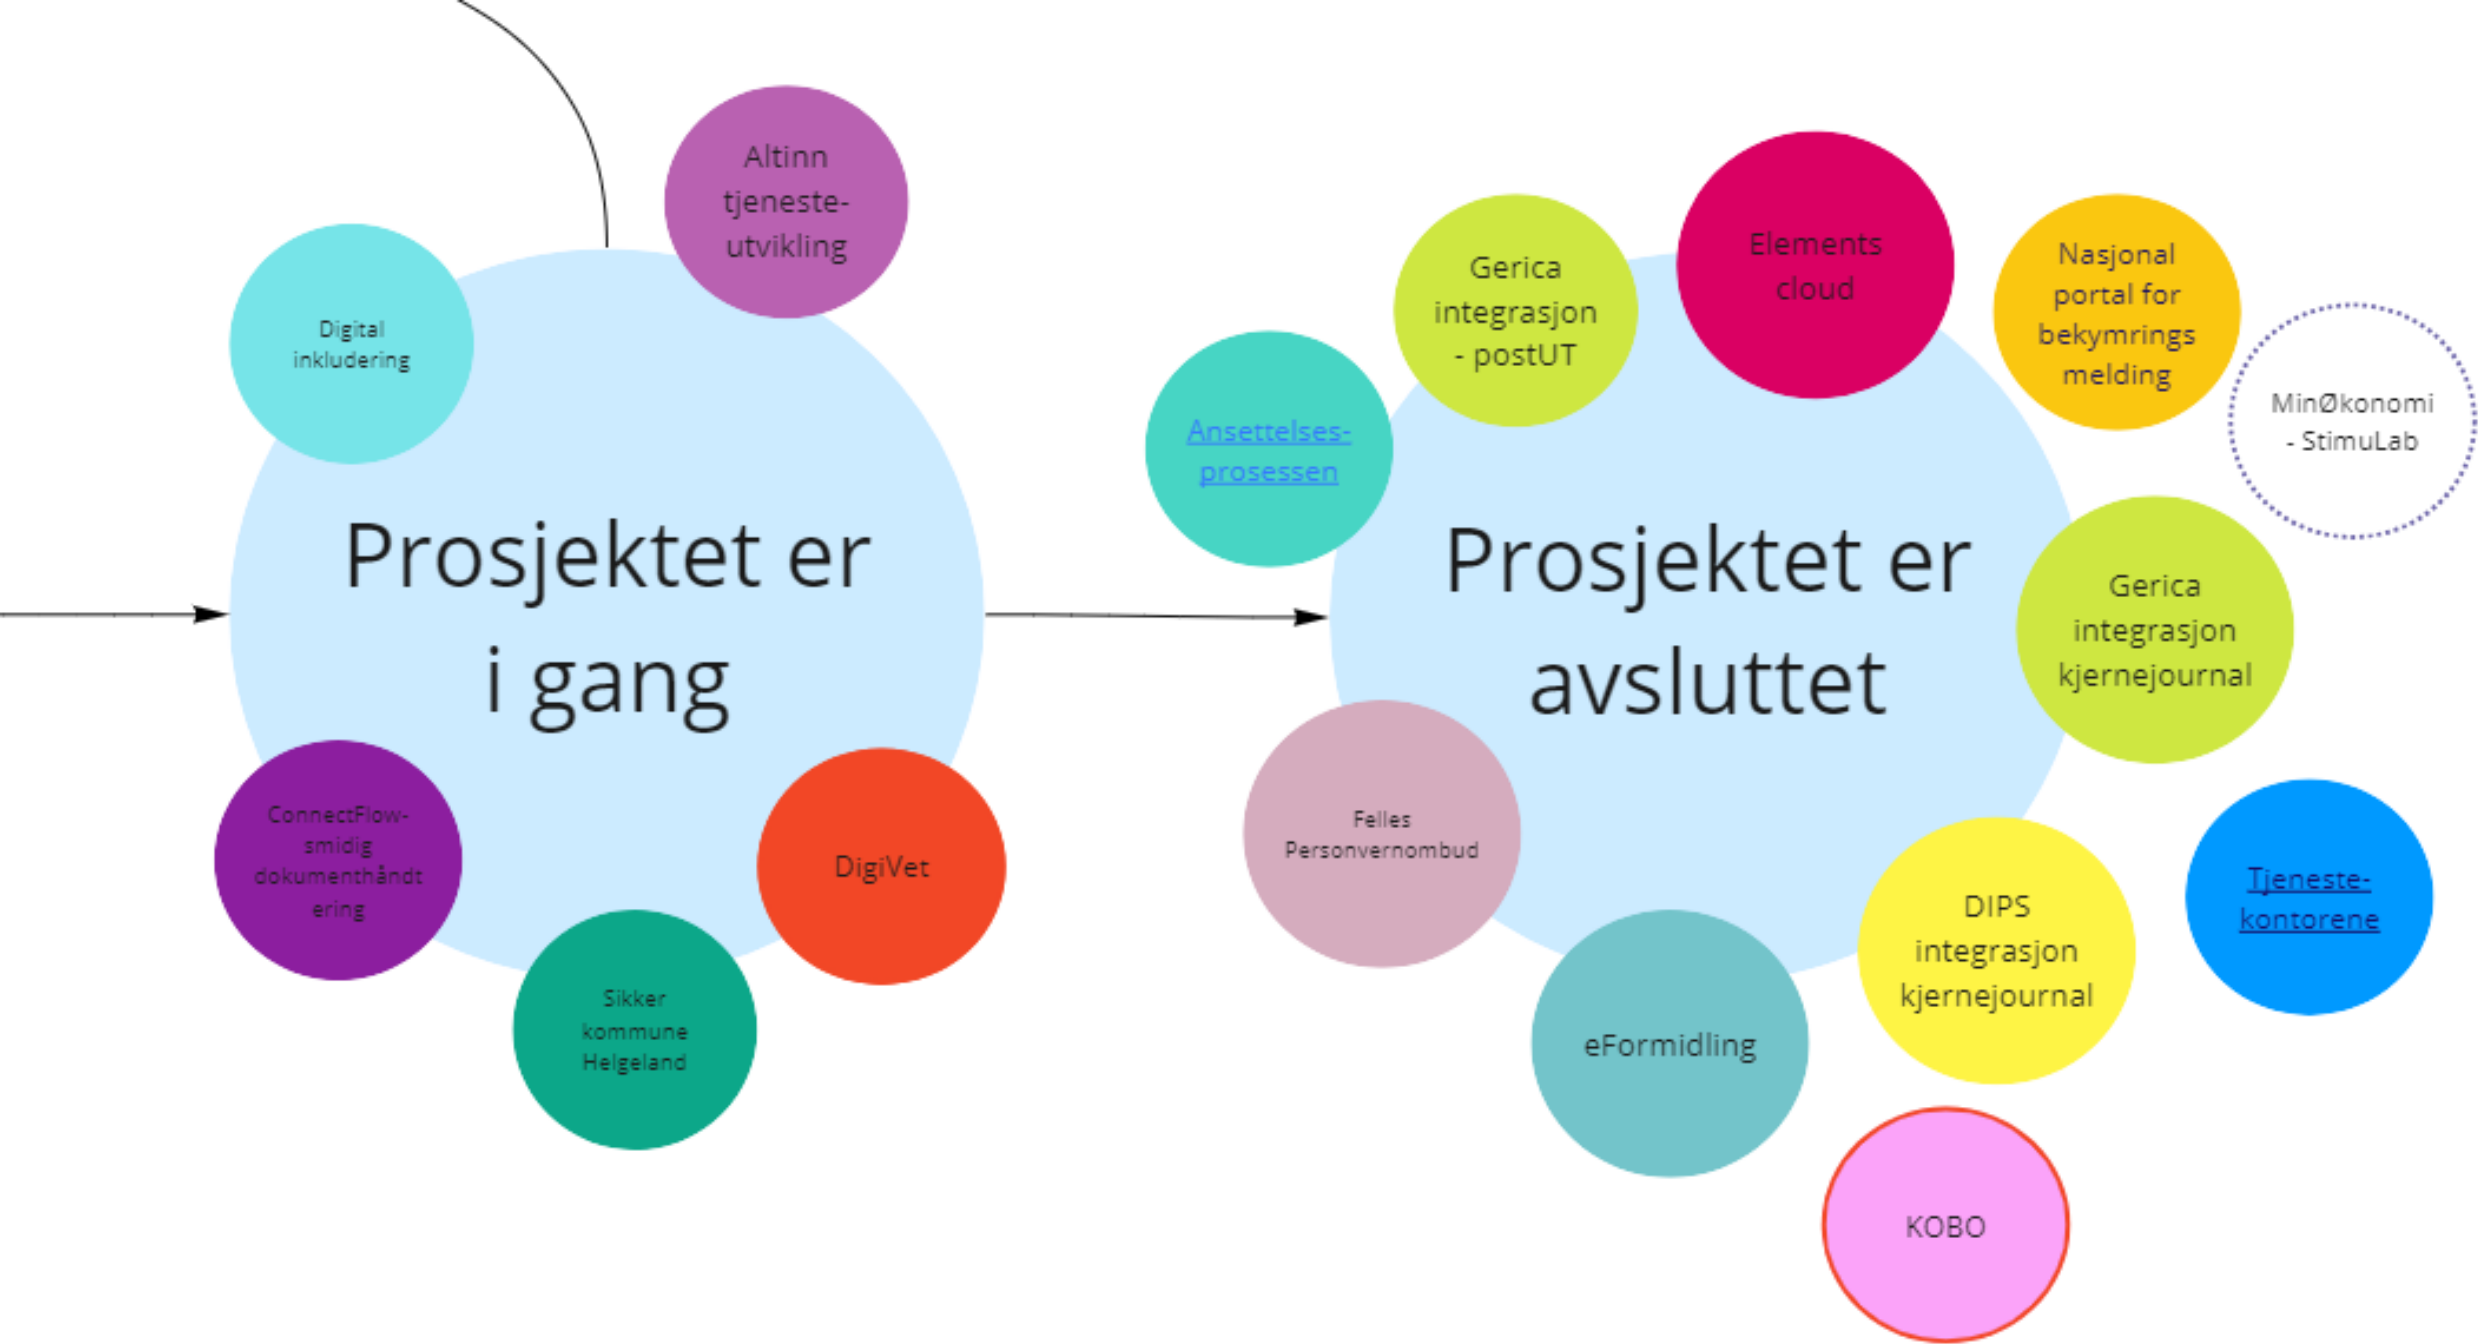 Altinn
tjeneste-
utvikling
Digital
inkludering
Prosjektet er
i gang
ConnectFlow-
smidig
dokumenthåndt
ering
DigiVet
Sikker
kommune
Helgeland
Elements
cloud
Gerica
integrasjon
- postUT
Nasjonal
portal for
bekymrings
melding
MinØkonomi
- StimuLab
Ansettelses-
prosessen
Prosjektet er
avsluttet
Gerica
integrasjon
kjernejournal
Felles
Personvernombud
Tjeneste-
kontorene
DIPS
integrasjon
kjernejournal
eFormidling
KOBO